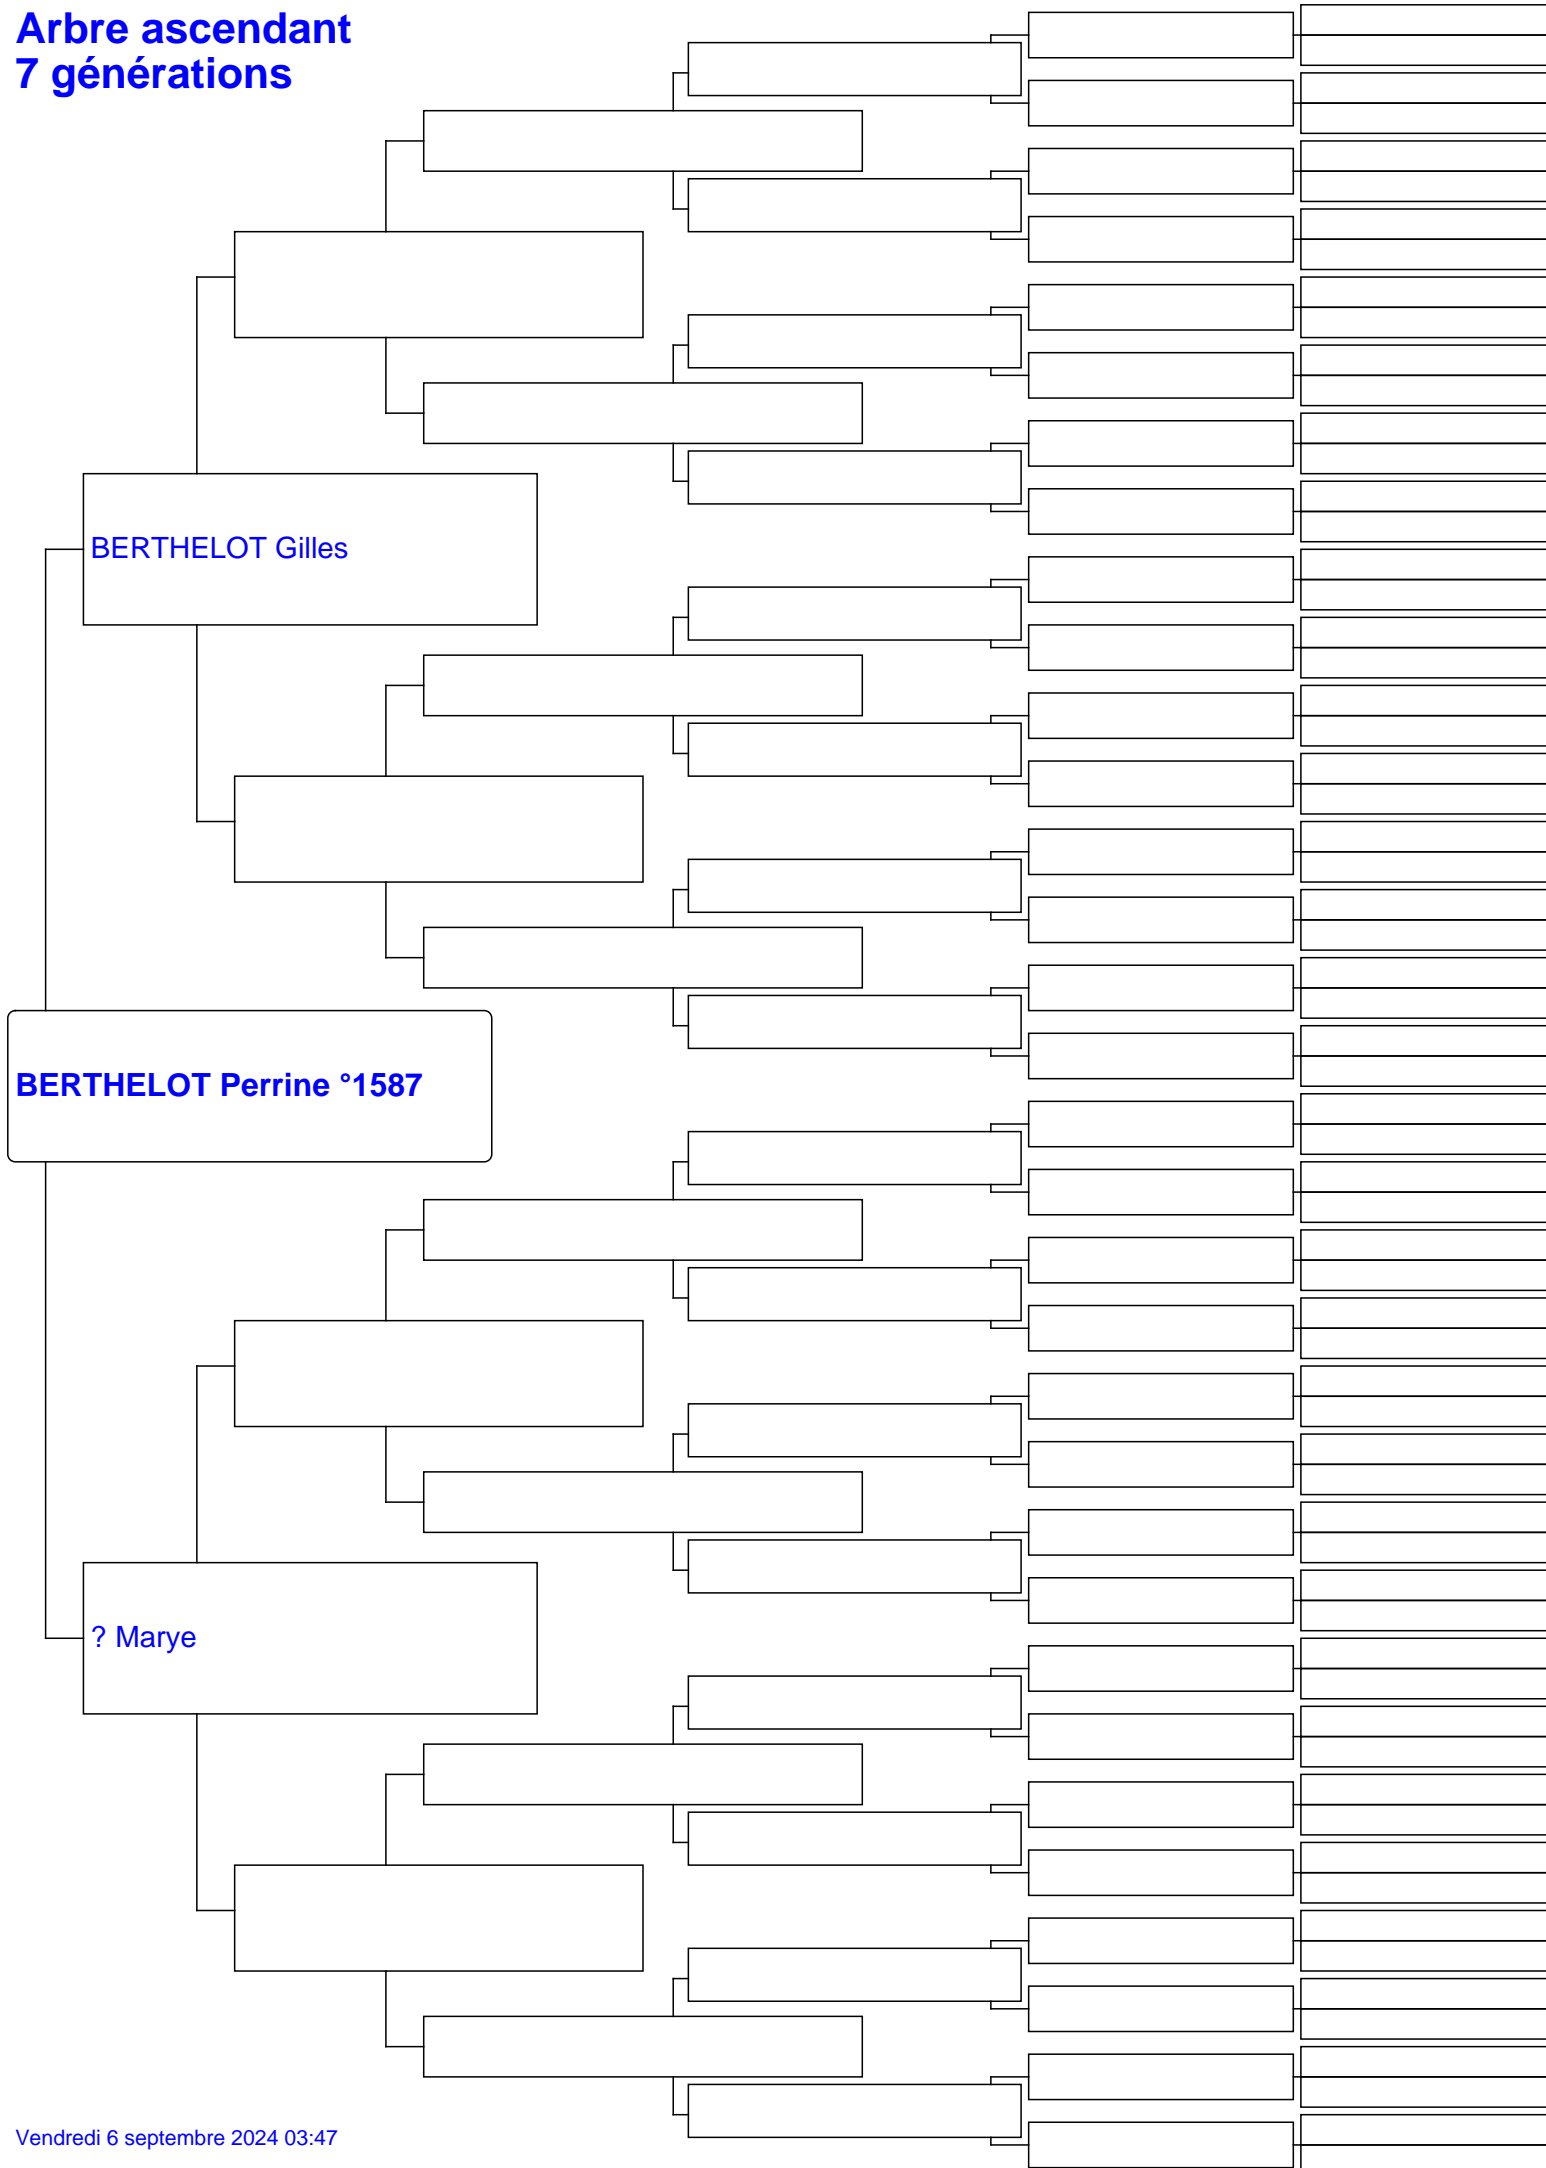 Arbre ascendant
7 générations
BERTHELOT Gilles
BERTHELOT Perrine °1587
? Marye
Vendredi 6 septembre 2024 03:47